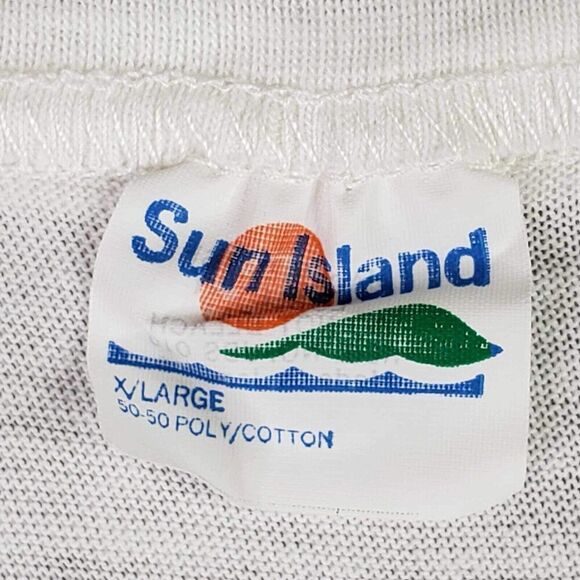 Sun Island
X/LARGE
50-50 POLY/COTTON